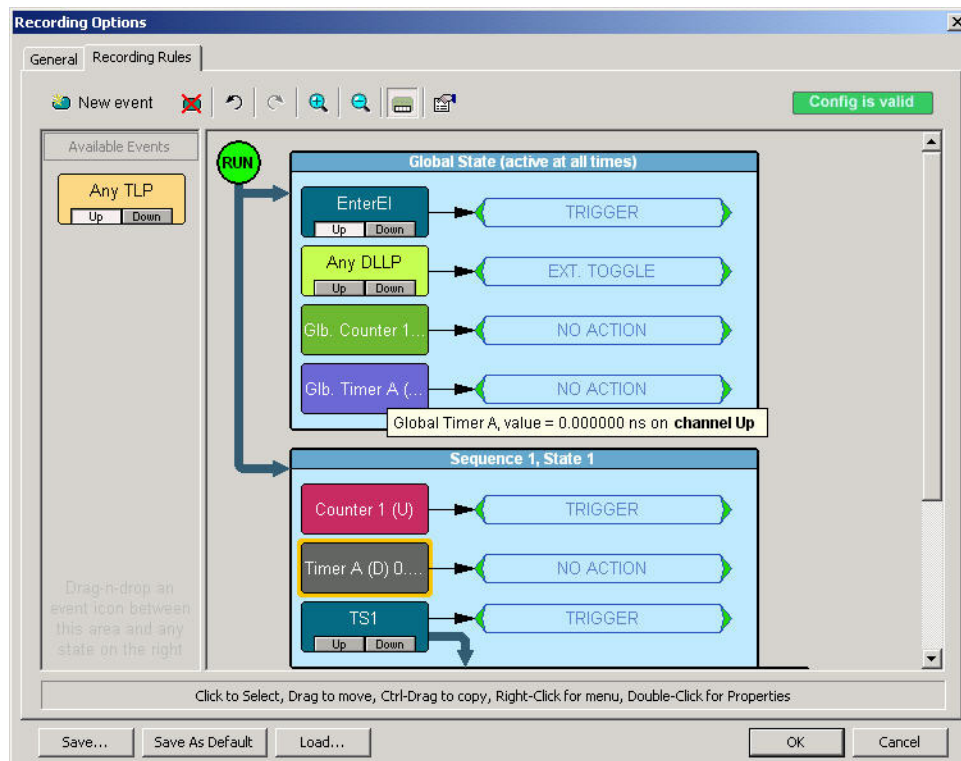 Recording Options
General
Recording Rules
New event
Config is valid
Available Events
Any TLP
Up Down
Drag-n-drop an
event icon between
this area and any
state on the right
RUN
Global State (active at all times)
EnterEI
Up Down
TRIGGER
Any DLLP
Up Down
EXT. TOGGLE
Glb. Counter 1...
NO ACTION
Glb. Timer A (...
NO ACTION
Global Timer A, value = 0.000000 ns on channel Up
Sequence 1, State 1
Counter 1 (U)
TRIGGER
Timer A (D) 0....
NO ACTION
TS1
Up Down
TRIGGER
Click to Select, Drag to move, Ctrl-Drag to copy, Right-Click for menu, Double-Click for Properties
Save...
Save As Default
Load...
OK
Cancel